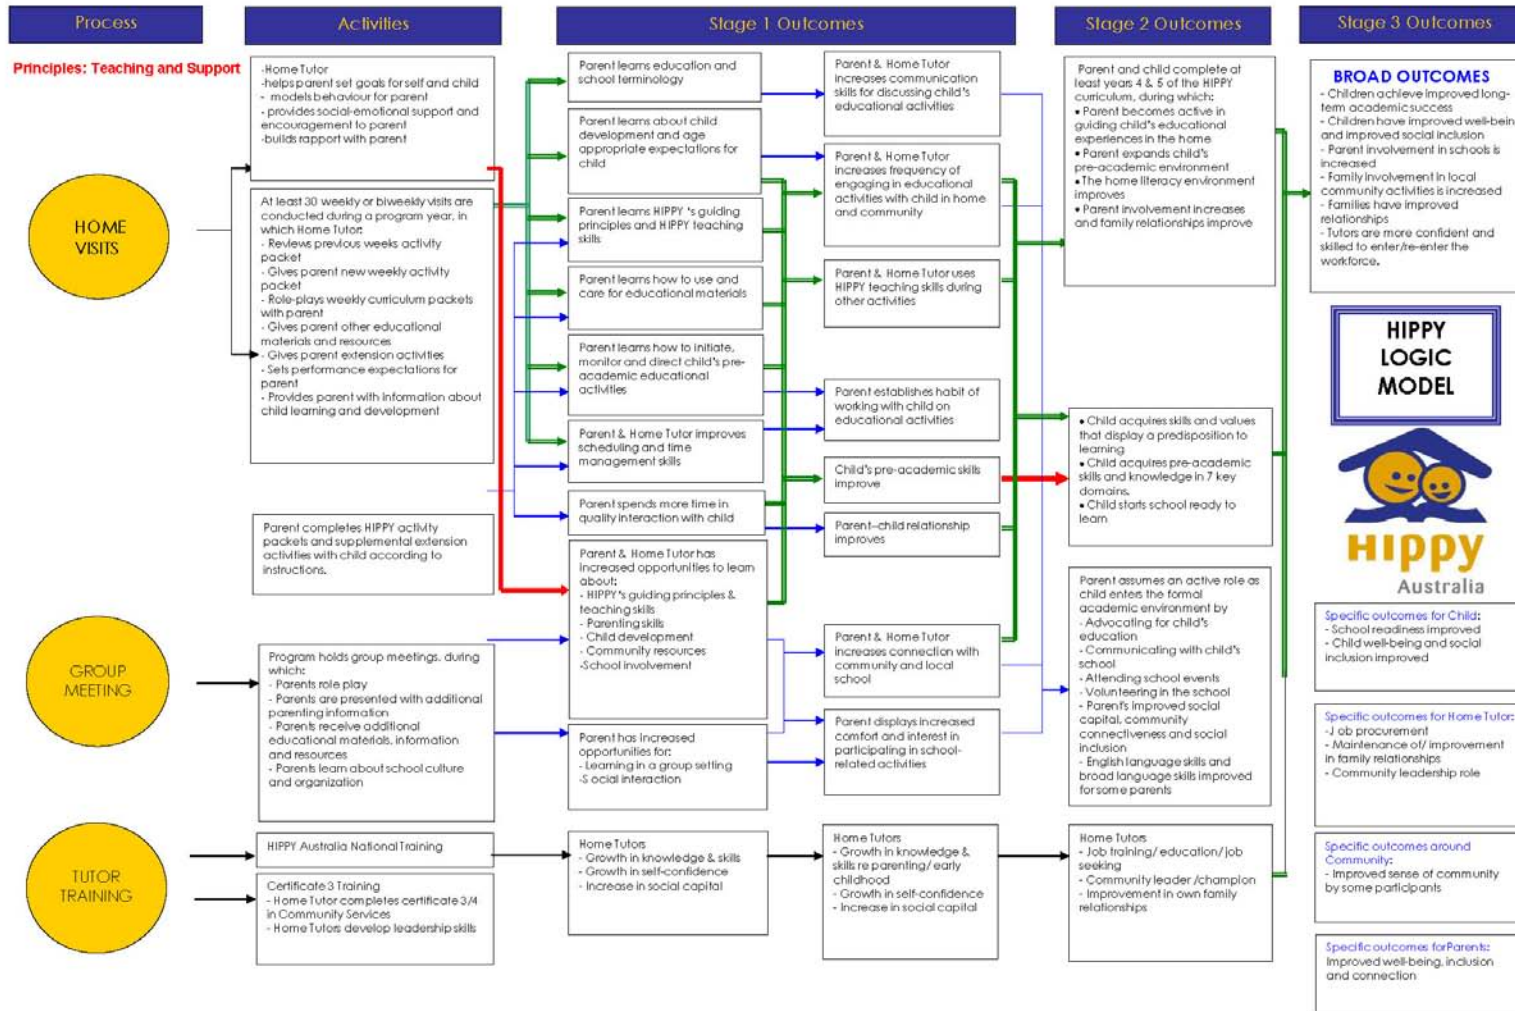 Process
Activities
Stage 1 Outcomes
Stage 2 Outcomes
Stage 3 Outcomes
Principles: Teaching and Support
HOME
VISITS
GROUP
MEETING
TUTOR
TRAINING
-Home Tutor
-helps parent set goals for self and child
- models behaviour for parent
- provides social-emotional support and
encouragement to parent
-builds rapport with parent
At least 30 weekly or biweekly visits are
conducted during a program year, in
which Home Tutor:
- Reviews previous weeks activity
packet
- Gives parent new weekly activity
packet
- Role-plays weekly curriculum packets
with parent
- Gives parent other educational
materials and resources
- Gives parent extension activities
- Sets performance expectations for
parent
- Provides parent with information about
child learning and development
Parent completes HIPPY activity
packets and supplemental extension
activities with child according to
instructions.
Program holds group meetings, during
which:
- Parents role play
- Parents are presented with additional
parenting information
- Parents receive additional
educational materials, information
and resources
- Parents learn about school culture
and organization
HIPPY Australia National Training
Certificate 3 Training
- Home Tutor completes certificate 3/4
in Community Services
- Home Tutors develop leadership skills
Parent learns education and
school terminology
Parent learns about child
development and age
appropriate expectations for
child
Parent learns HIPPY 's guiding
principles and HIPPY teaching
skills
Parent learns how to use and
care for educational materials
Parent learns how to initiate,
monitor and direct child's pre-
academic educational
activities
Parent & Home Tutor improves
scheduling and time
management skills
Parent spends more time in
quality interaction with child
Parent & Home Tutor has
increased opportunities to learn
about:
- HIPPY's guiding principles &
teaching skills
- Parenting skills
- Child development
- Community resources
-School involvement
Parent has increased
opportunities for:
- Learning in a group setting
-S ocial interaction
Home Tutors
- Growth in knowledge & skills
- Growth in self-confidence
- Increase in social capital
Parent & Home Tutor
increases communication
skills for discussing child's
educational activities
Parent & Home Tutor
increases frequency of
engaging in educational
activities with child in home
and community
Parent & Home Tutor uses
HIPPY teaching skills during
other activities
Parent establishes habit of
working with child on
educational activities
Child's pre-academic skills
improve
Parent–child relationship
improves
Parent & Home Tutor
increases connection with
community and local
school
Parent displays increased
comfort and interest in
participating in school-
related activities
Home Tutors
- Growth in knowledge &
skills re parenting/ early
childhood
- Growth in self-confidence
- Increase in social capital
Parent and child complete at
least years 4 & 5 of the HIPPY
curriculum, during which:
• Parent becomes active in
guiding child's educational
experiences in the home
• Parent expands child's
pre-academic environment
• The home literacy environment
improves
• Parent involvement increases
and family relationships improve
• Child acquires skills and values
that display a predisposition to
learning
• Child acquires pre-academic
skills and knowledge in 7 key
domains.
• Child starts school ready to
learn
Parent assumes an active role as
child enters the formal
academic environment by
- Advocating for child's
education
- Communicating with child's
school
- Attending school events
- Volunteering in the school
- Parent's improved social
capital, community
connectiveness and social
inclusion
- English language skills and
broad language skills improved
for some parents
Home Tutors
- Job training/ education/ job
seeking
- Community leader /champion
- Improvement in own family
relationships
BROAD OUTCOMES
- Children achieve improved long-
term academic success
- Children have improved well-being
and improved social inclusion
- Parent involvement in schools is
increased
- Family involvement in local
community activities is increased
- Families have improved
relationships
- Tutors are more confident and
skilled to enter/re-enter the
workforce.
HIPPY
LOGIC
MODEL
HIPPY
Australia
Specific outcomes for Child:
- School readiness improved
- Child well-being and social
inclusion improved
Specific outcomes for Home Tutor:
-J ob procurement
- Maintenance of/ improvement
in family relationships
- Community leadership role
Specific outcomes around
Community:
- Improved sense of community
by some participants
Specific outcomes forParents:
Improved well-being, inclusion
and connection